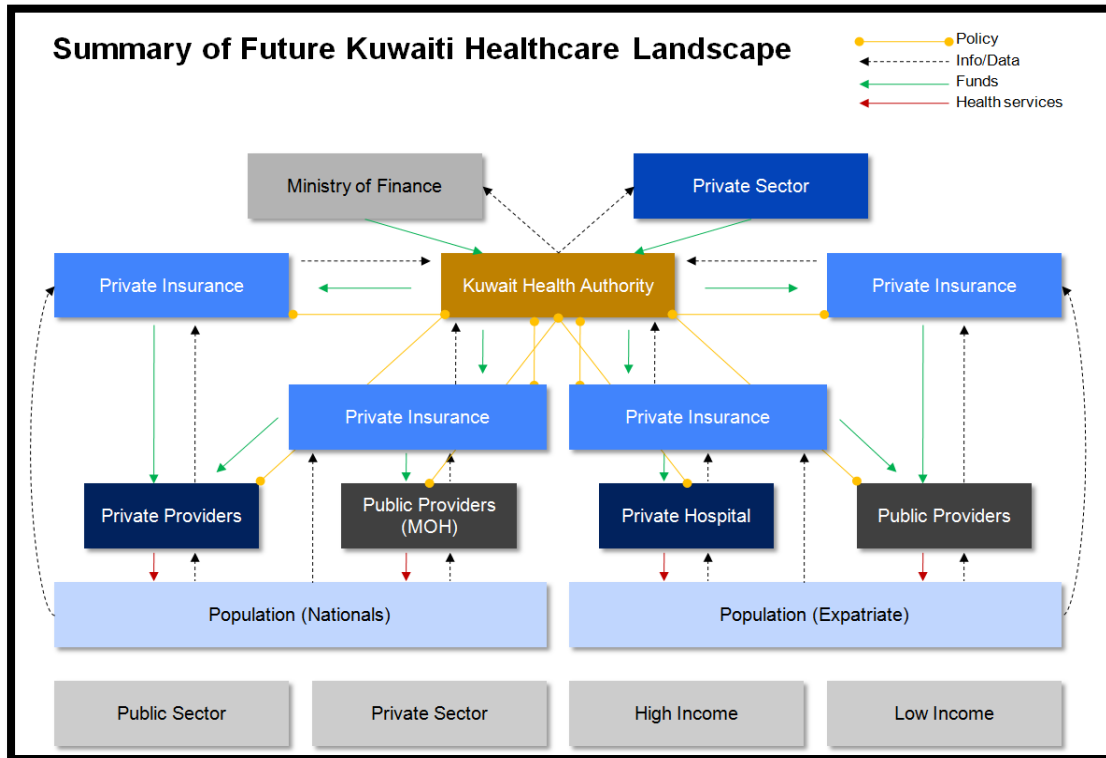 Summary of Future Kuwaiti Healthcare Landscape
Policy
Info/Data
Funds
Health services
Ministry of Finance
Private Sector
Private Insurance
Kuwait Health Authority
Private Insurance
Private Insurance
Private Insurance
Private Providers
Public Providers
(MOH)
Private Hospital
Public Providers
Population (Nationals)
Population (Expatriate)
Public Sector
Private Sector
High Income
Low Income